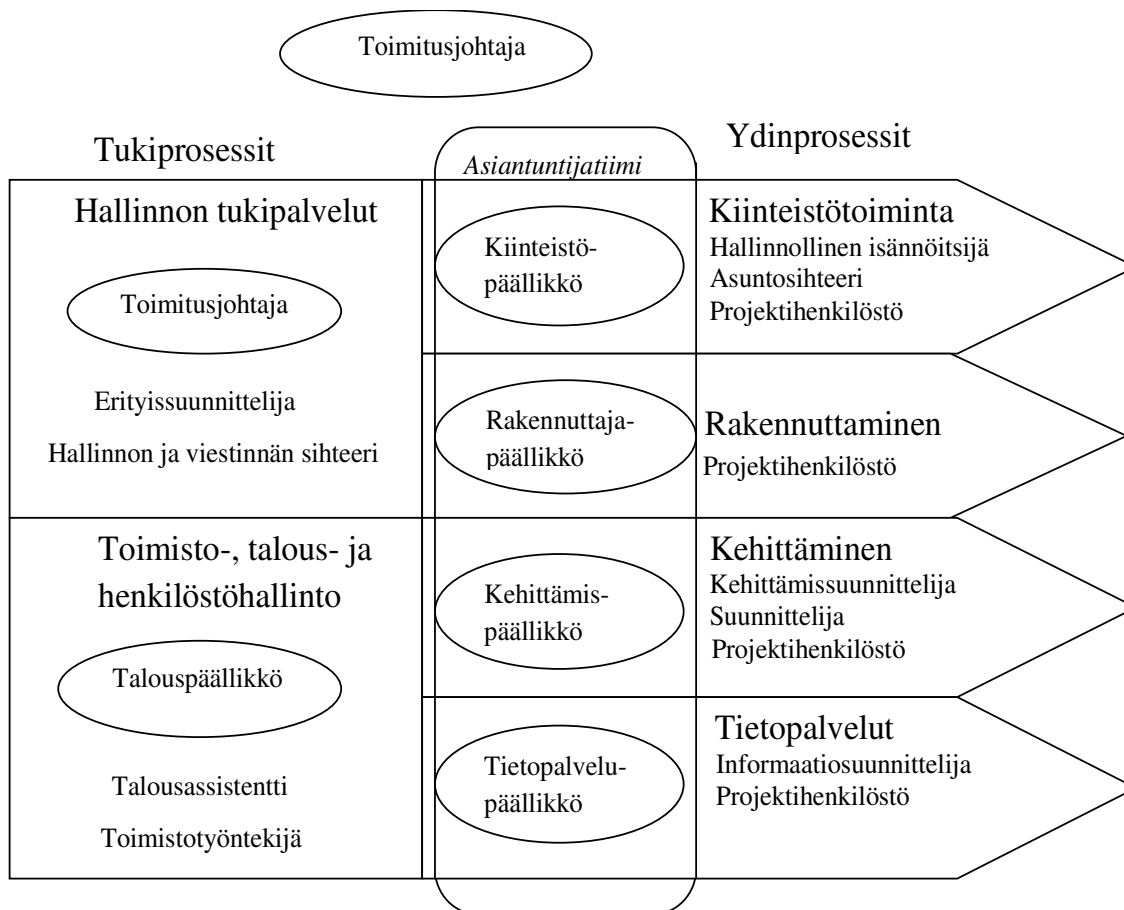 Toimitusjohtaja
Tukiprosessit
Asiantuntijatiimi
Ydinprosessit
Hallinnon tukipalvelut
Toimitusjohtaja
Erityissuunnittelija
Hallinnon ja viestinnän sihteeri
Toimisto-, talous- ja
henkilöstöhallinto
Talouspäällikkö
Talousassistentti
Toimistotyöntekijä
Kiinteistö-
päällikkö
Kiinteistötoiminta
Hallinnollinen isännöitsijä
Asuntosihteeri
Projektihenkilöstö
Rakennuttaja-
päällikkö
Rakennuttaminen
Projektihenkilöstö
Kehittämis-
päällikkö
Kehittäminen
Kehittämissuunnittelija
Suunnittelija
Projektihenkilöstö
Tietopalvelu-
päällikkö
Tietopalvelut
Informaatiosuunnittelija
Projektihenkilöstö